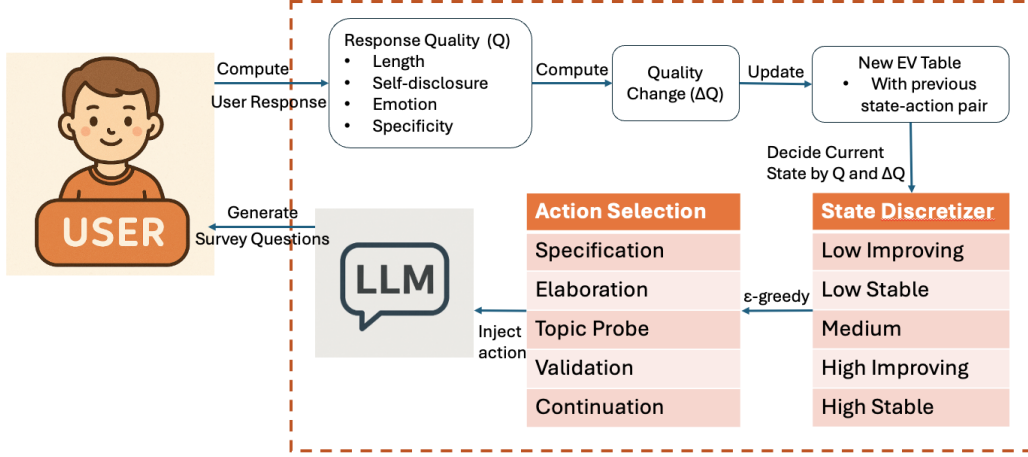 Compute
User Response
Response Quality (Q)
• Length
• Self-disclosure
• Emotion
• Specificity
Compute
Quality
Change (ΔQ)
Update
New EV Table
• With previous
state-action pair
Decide Current
State by Q and ΔQ
State Discretizer
Low Improving
Low Stable
Medium
High Improving
High Stable
ε-greedy
Action Selection
Specification
Elaboration
Topic Probe
Validation
Continuation
Inject
action
LLM
Generate
Survey Questions
USER